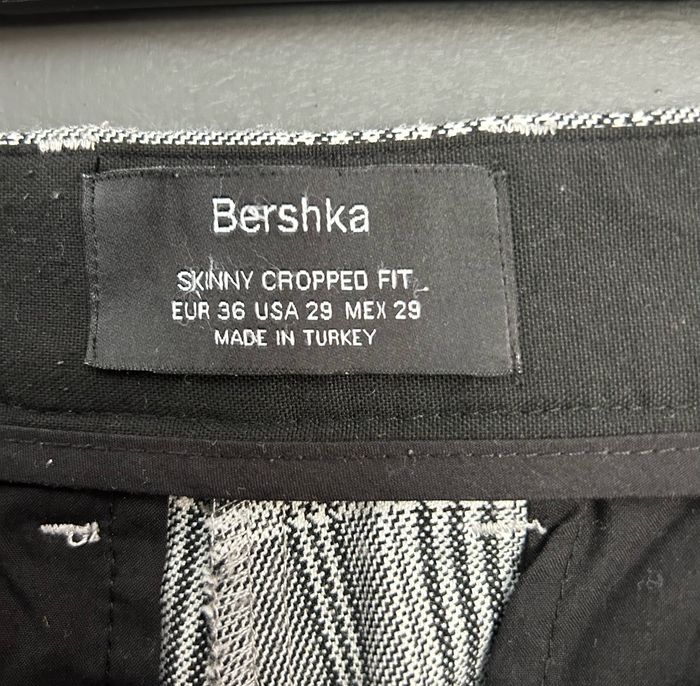 Bershka
SKINNY CROPPED FIT
EUR 36 USA 29 MEX 29
MADE IN TURKEY